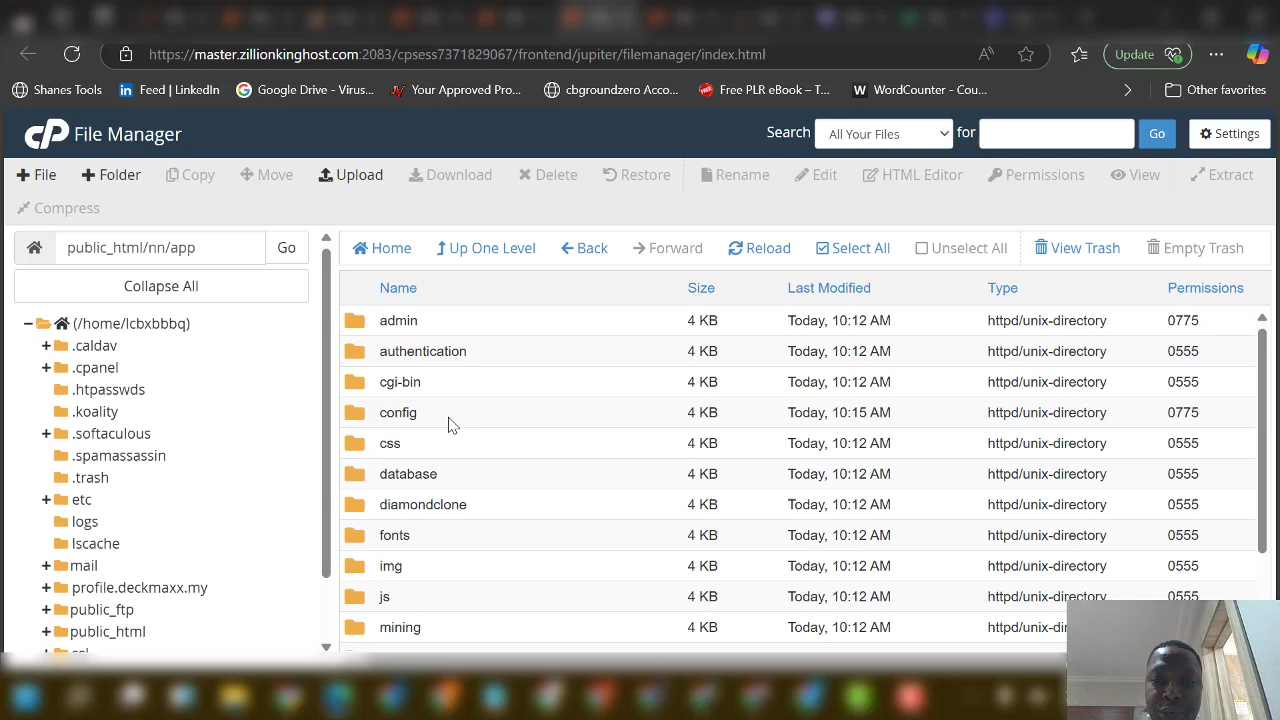 https://master.zillionkinghost.com:2083/cpsess7371829067/frontend/jupiter/filemanager/index.html
Update
Shanes Tools
Feed | LinkedIn
Google Drive - Virus...
Your Approved Pro...
cbgroundzero Acco...
Free PLR eBook – T...
WordCounter - Cou...
Other favorites
cP File Manager
Search
All Your Files
for
Go
Settings
File
Folder
Copy
Move
Upload
Download
Delete
Restore
Rename
Edit
HTML Editor
Permissions
View
Extract
Compress
public_html/nn/app
Go
Home
Up One Level
Back
Forward
Reload
Select All
Unselect All
View Trash
Empty Trash
Collapse All
(/home/lcbxbbbq)
.caldav
.cpanel
.htpasswds
.koality
.softaculous
.spamassassin
.trash
etc
logs
lscache
mail
profile.deckmaxx.my
public_ftp
public_html
Name Size Last Modified Type Permissions
admin 4 KB Today, 10:12 AM httpd/unix-directory 0775
authentication 4 KB Today, 10:12 AM httpd/unix-directory 0555
cgi-bin 4 KB Today, 10:12 AM httpd/unix-directory 0555
config 4 KB Today, 10:15 AM httpd/unix-directory 0775
css 4 KB Today, 10:12 AM httpd/unix-directory 0555
database 4 KB Today, 10:12 AM httpd/unix-directory 0555
diamondclone 4 KB Today, 10:12 AM httpd/unix-directory 0555
fonts 4 KB Today, 10:12 AM httpd/unix-directory 0555
img 4 KB Today, 10:12 AM httpd/unix-directory 0555
js 4 KB Today, 10:12 AM httpd/unix-di
mining 4 KB Today, 10:12 AM httpd/unix-di